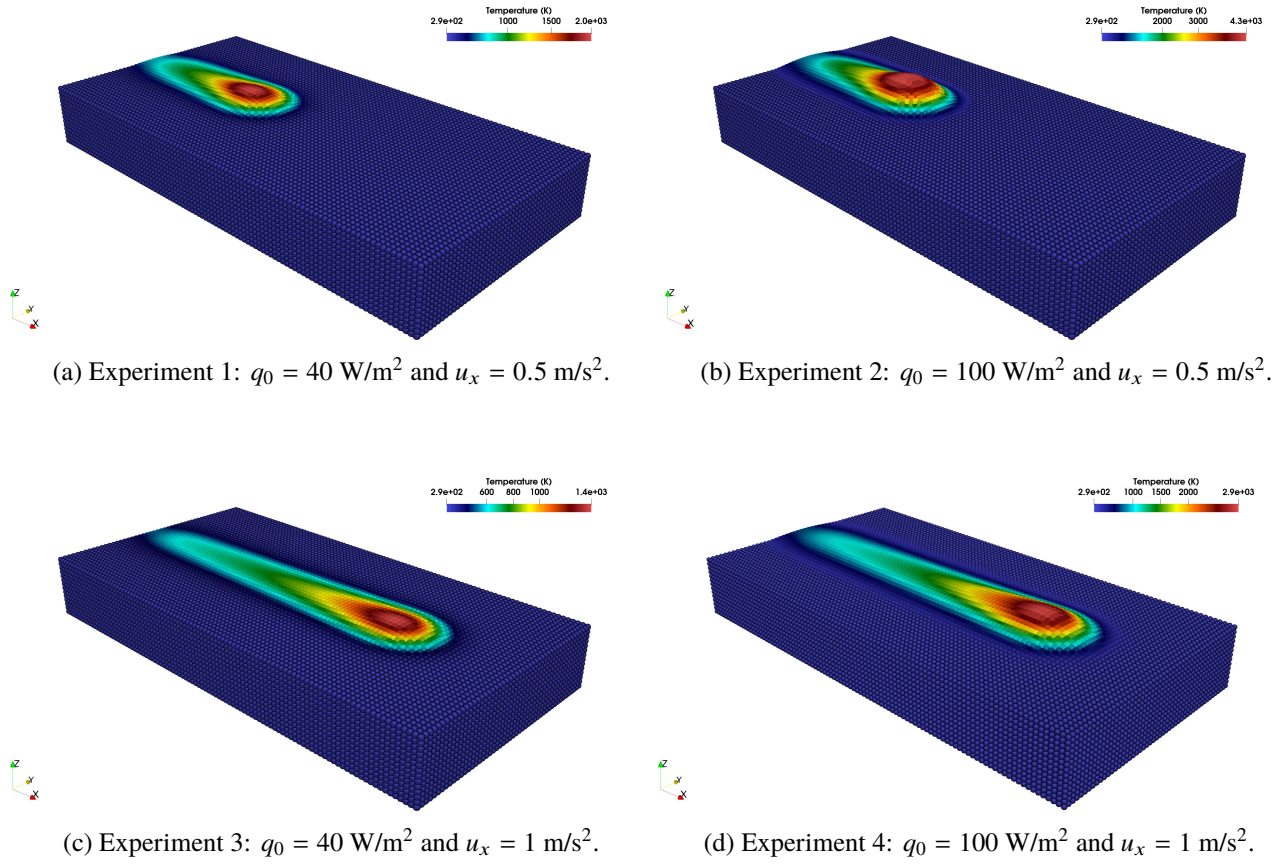 Temperature (K)
2.9e+02 1000 1500 2.0e+03
Z
Y
X
(a) Experiment 1: q₀ = 40 W/m² and uₓ = 0.5 m/s².
Temperature (K)
2.9e+02 2000 3000 4.3e+03
Z
Y
X
(b) Experiment 2: q₀ = 100 W/m² and uₓ = 0.5 m/s².
Temperature (K)
2.9e+02 600 800 1000 1.4e+03
Z
Y
X
(c) Experiment 3: q₀ = 40 W/m² and uₓ = 1 m/s².
Temperature (K)
2.9e+02 1000 1500 2000 2.9e+03
Z
Y
X
(d) Experiment 4: q₀ = 100 W/m² and uₓ = 1 m/s².